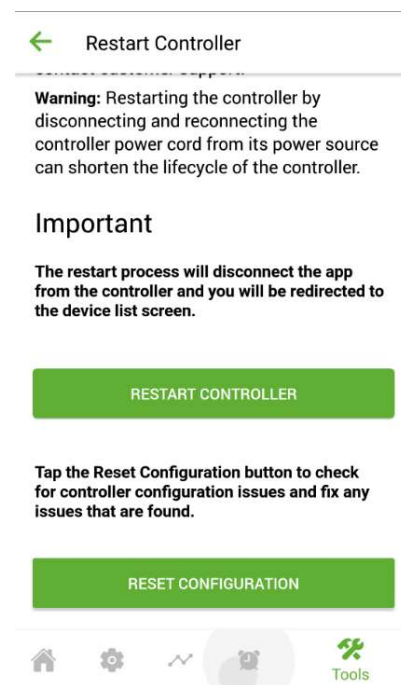 Restart Controller
contact customer support.
Warning: Restarting the controller by
disconnecting and reconnecting the
controller power cord from its power source
can shorten the lifecycle of the controller.
Important
The restart process will disconnect the app
from the controller and you will be redirected to
the device list screen.
RESTART CONTROLLER
Tap the Reset Configuration button to check
for controller configuration issues and fix any
issues that are found.
RESET CONFIGURATION
Tools